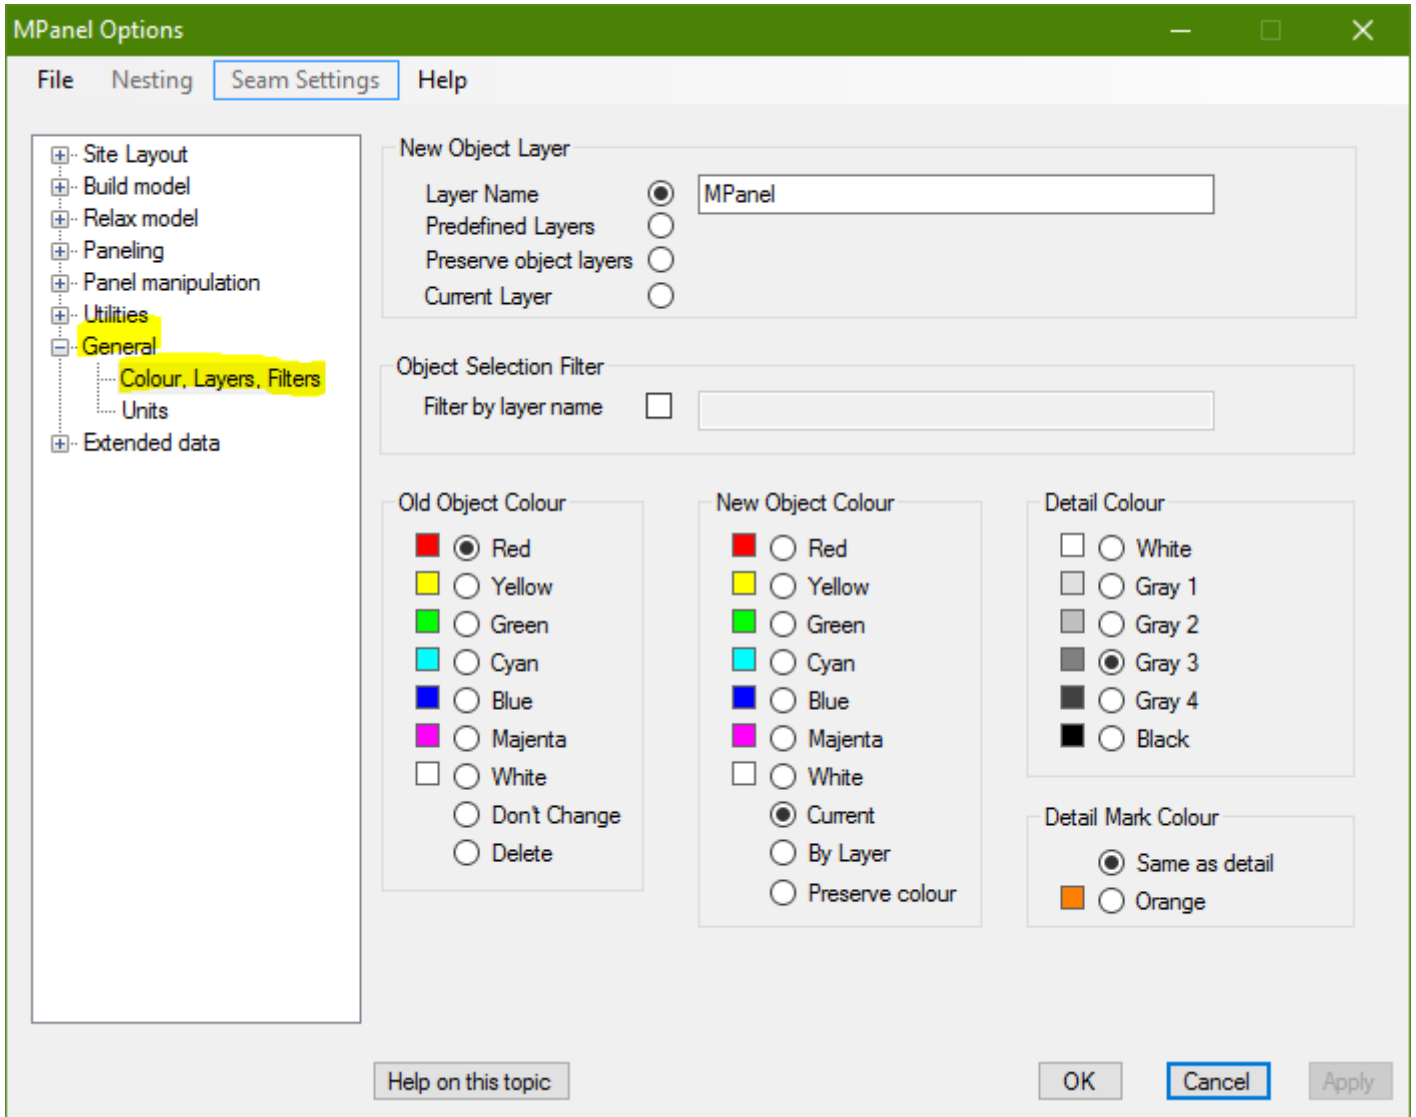 MPanel Options
File Nesting Seam Settings Help
Site Layout
Build model
Relax model
Paneling
Panel manipulation
Utilities
General
Colour, Layers, Filters
Units
Extended data
New Object Layer
Layer Name MPanel
Predefined Layers
Preserve object layers
Current Layer
Object Selection Filter
Filter by layer name
Old Object Colour
Red
Yellow
Green
Cyan
Blue
Majenta
White
Don't Change
Delete
New Object Colour
Red
Yellow
Green
Cyan
Blue
Majenta
White
Current
By Layer
Preserve colour
Detail Colour
White
Gray 1
Gray 2
Gray 3
Gray 4
Black
Detail Mark Colour
Same as detail
Orange
Help on this topic OK Cancel Apply